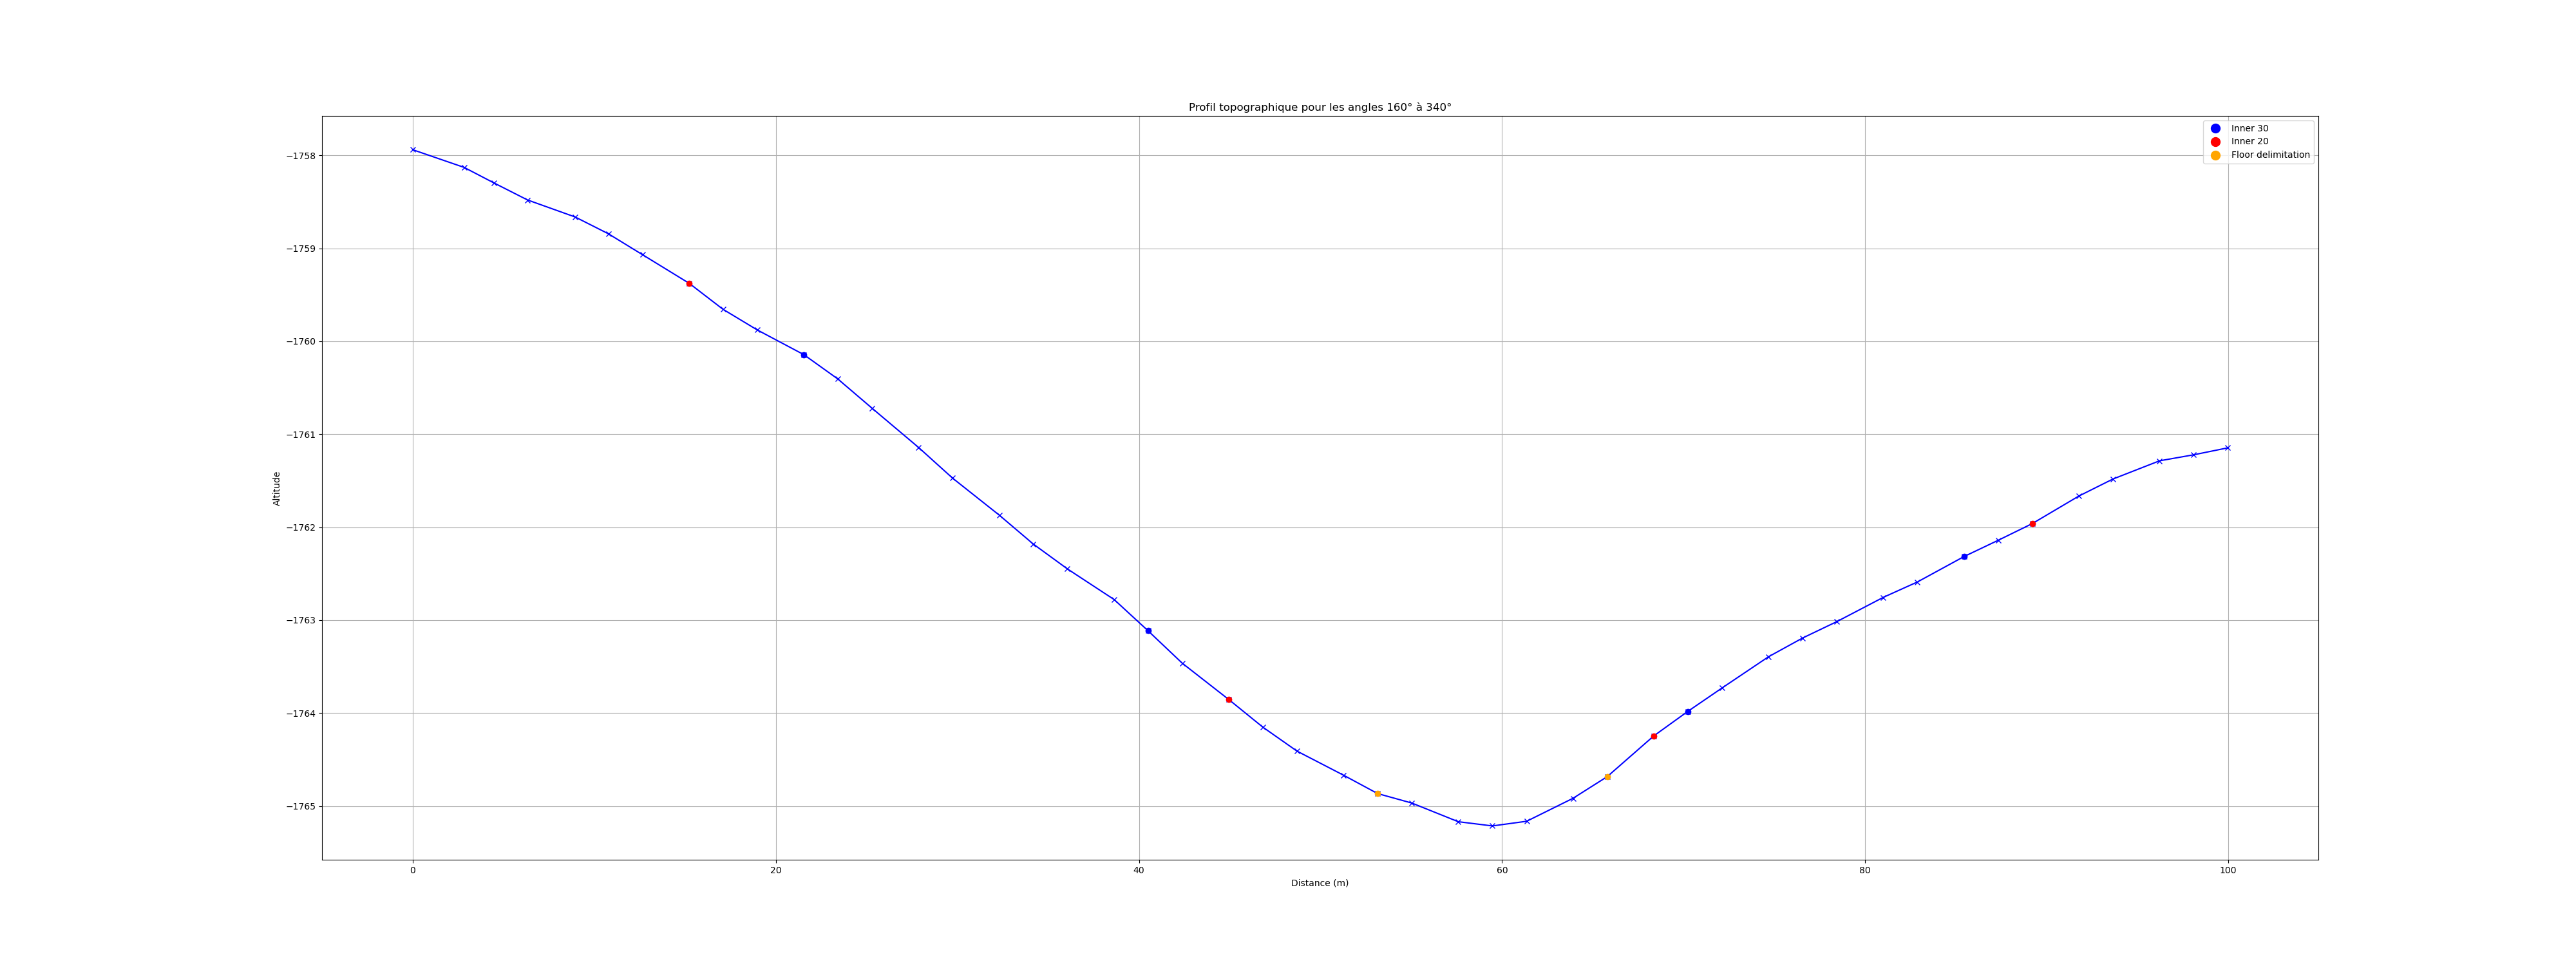 Profil topographique pour les angles 160° à 340°
Inner 30
Inner 20
Floor delimitation
−1758
−1759
−1760
−1761
−1762
−1763
−1764
−1765
Altitude
0 20 40 60 80 100
Distance (m)